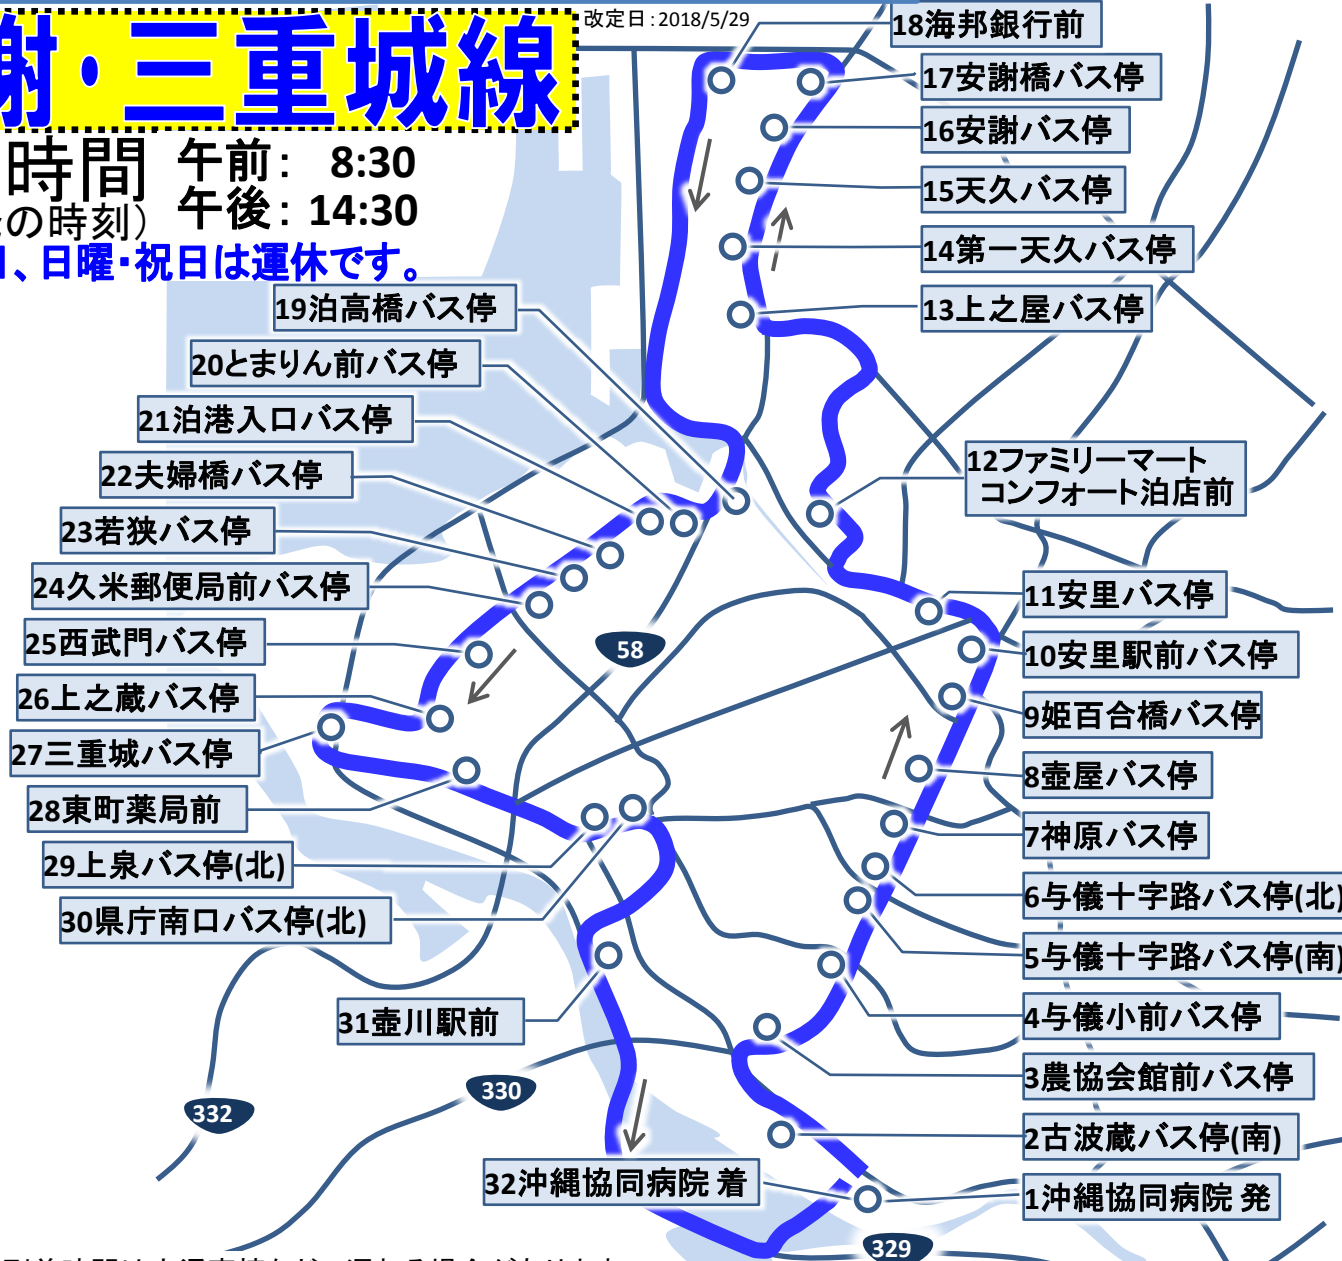 改定日：2018/5/29
謝・三重城線
時間 午前： 8:30
の時刻） 午後：14:30
、日曜・祝日は運休です。
18海邦銀行前
17安謝橋バス停
16安謝バス停
15天久バス停
14第一天久バス停
13上之屋バス停
12ファミリーマート
コンフォート泊店前
11安里バス停
10安里駅前バス停
9姫百合橋バス停
8壺屋バス停
7神原バス停
6与儀十字路バス停(北)
5与儀十字路バス停(南)
4与儀小前バス停
3農協会館前バス停
2古波蔵バス停(南)
1沖縄協同病院 発
19泊高橋バス停
20とまりん前バス停
21泊港入口バス停
22夫婦橋バス停
23若狭バス停
24久米郵便局前バス停
25西武門バス停
26上之蔵バス停
27三重城バス停
28東町薬局前
29上泉バス停(北)
30県庁南口バス停(北)
31壺川駅前
32沖縄協同病院 着
58
330
332
329